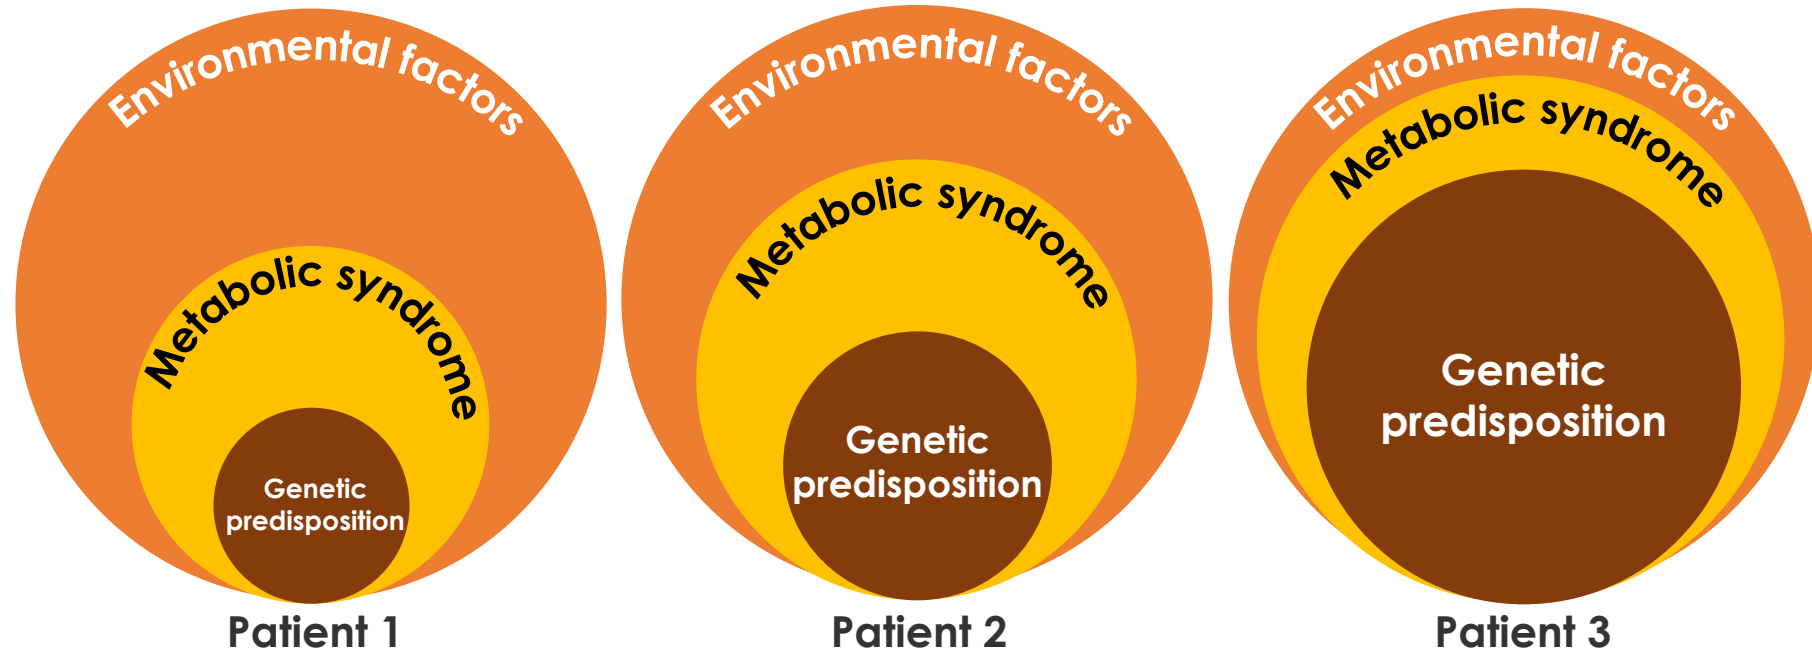 Environmental factors
Metabolic syndrome
Genetic
predisposition
Patient 1
Environmental factors
Metabolic syndrome
Genetic
predisposition
Patient 2
Environmental factors
Metabolic syndrome
Genetic
predisposition
Patient 3